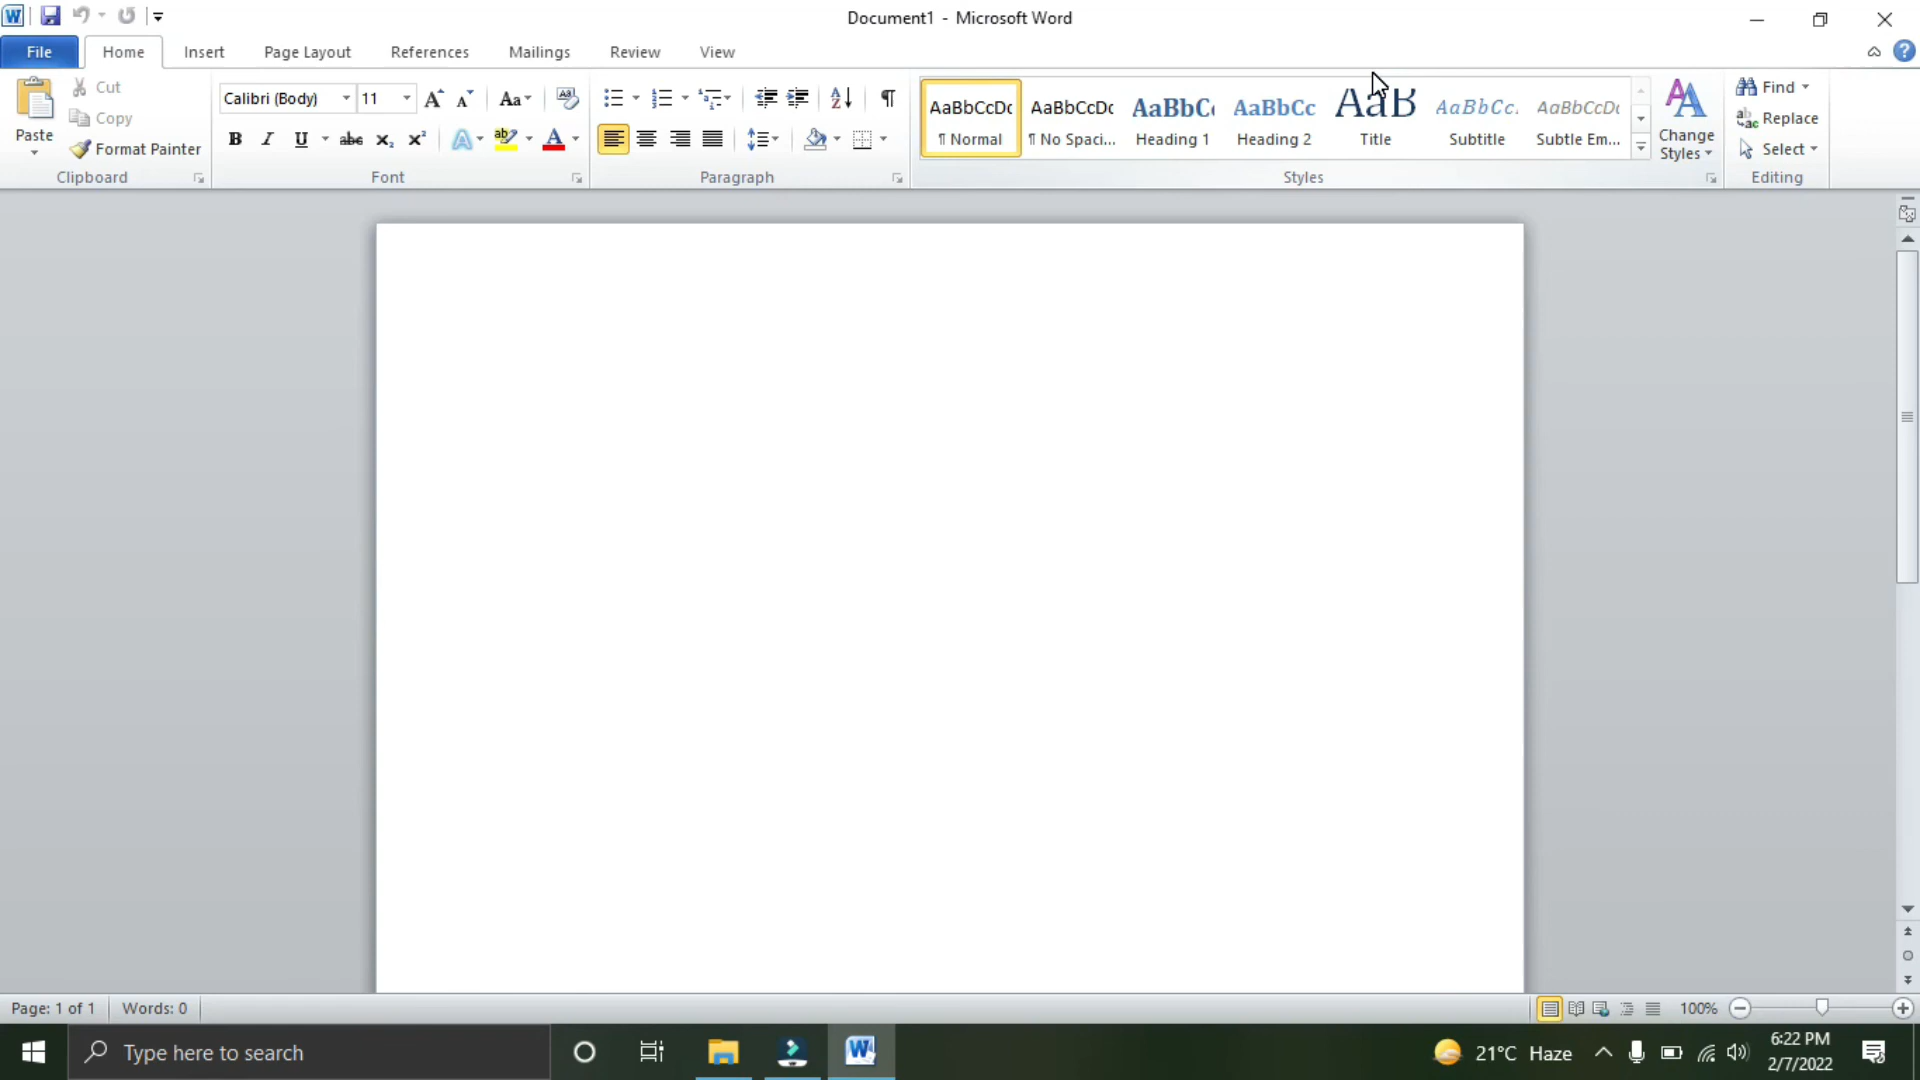 Document1 - Microsoft Word
File Home Insert Page Layout References Mailings Review View
Paste
Cut
Copy
Format Painter
Clipboard
Calibri (Body) 11
Font
Paragraph
AaBbCcDc AaBbCcDc AaBbC AaBbCc AaB AaBbCc. AaBbCcDc
¶ Normal ¶ No Spaci... Heading 1 Heading 2 Title Subtitle Subtle Em...
Styles
Change
Styles
Find
Replace
Select
Editing
Page: 1 of 1 Words: 0
100%
Type here to search
21°C Haze
6:22 PM
2/7/2022